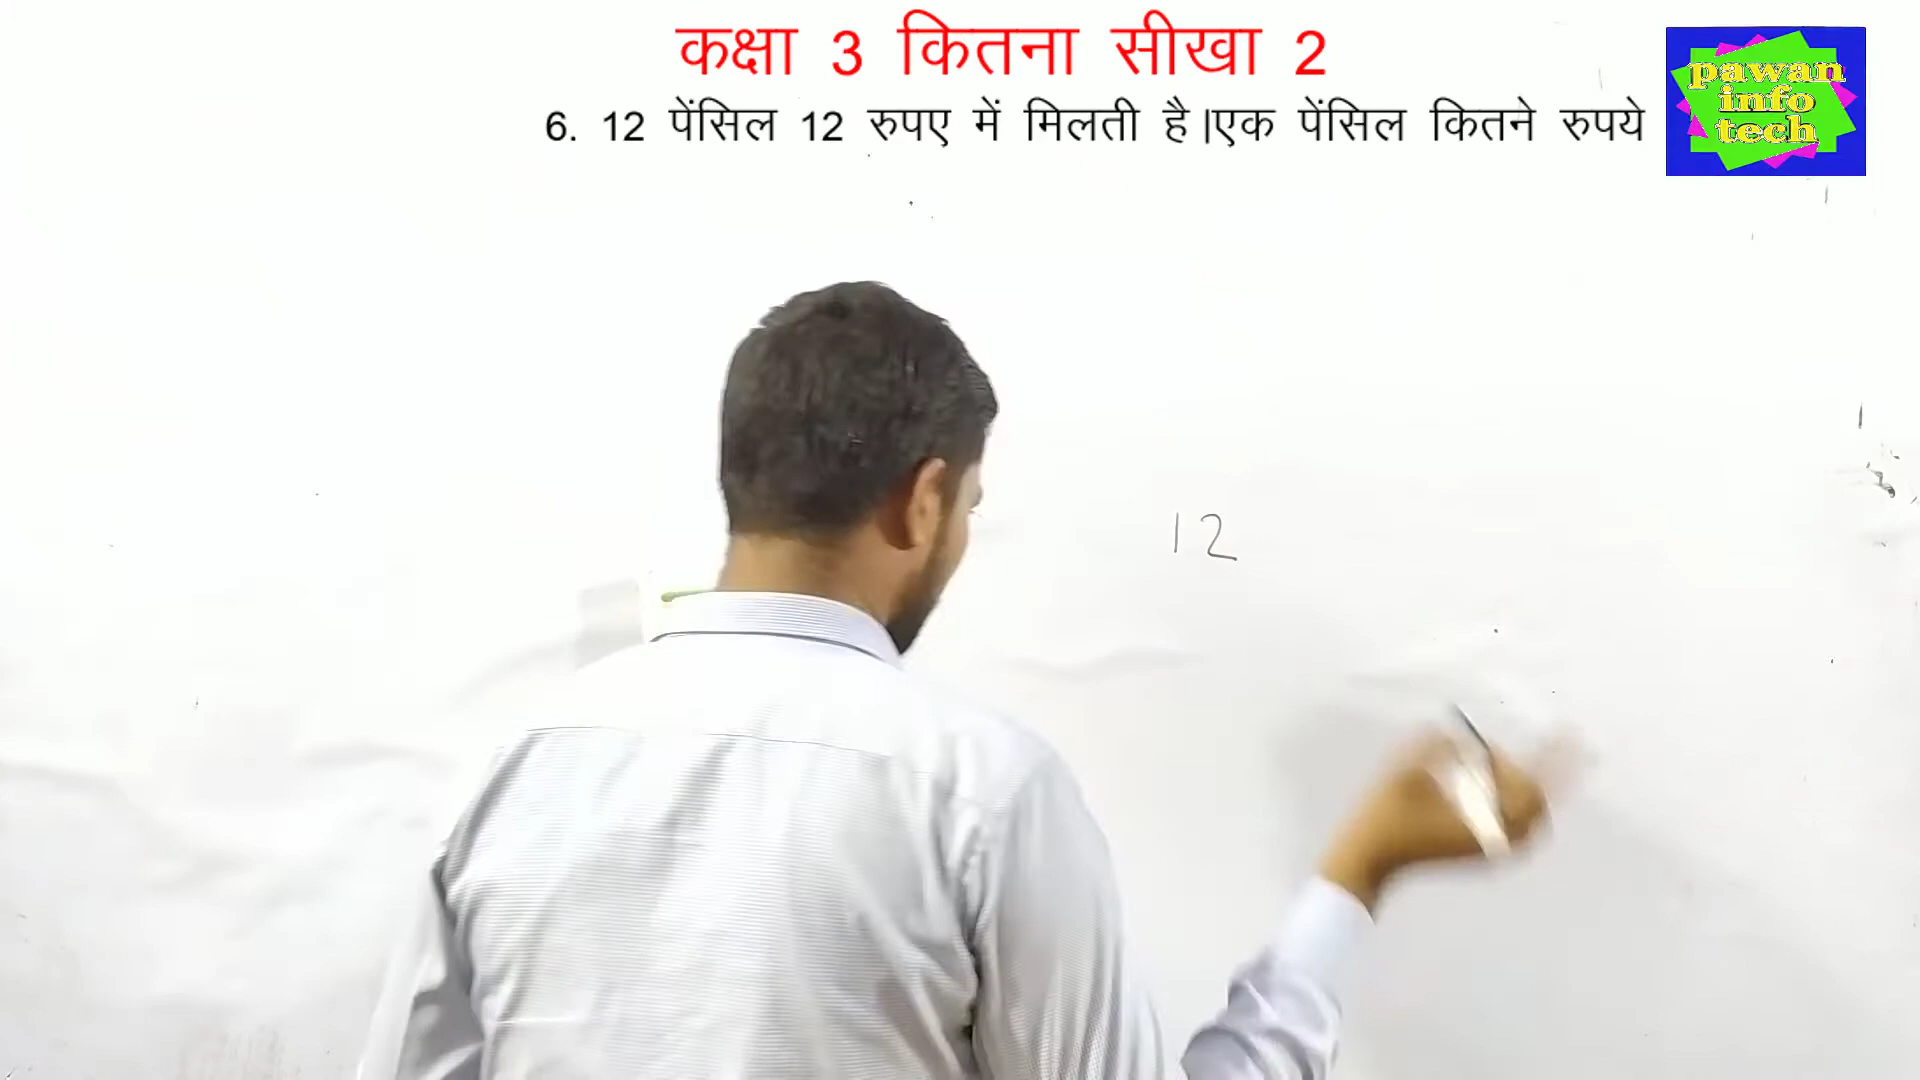 कक्षा 3 कितना सीखा 2
6. 12 पेंसिल 12 रुपए में मिलती है।एक पेंसिल कितने रुपये
pawan
info
tech
12